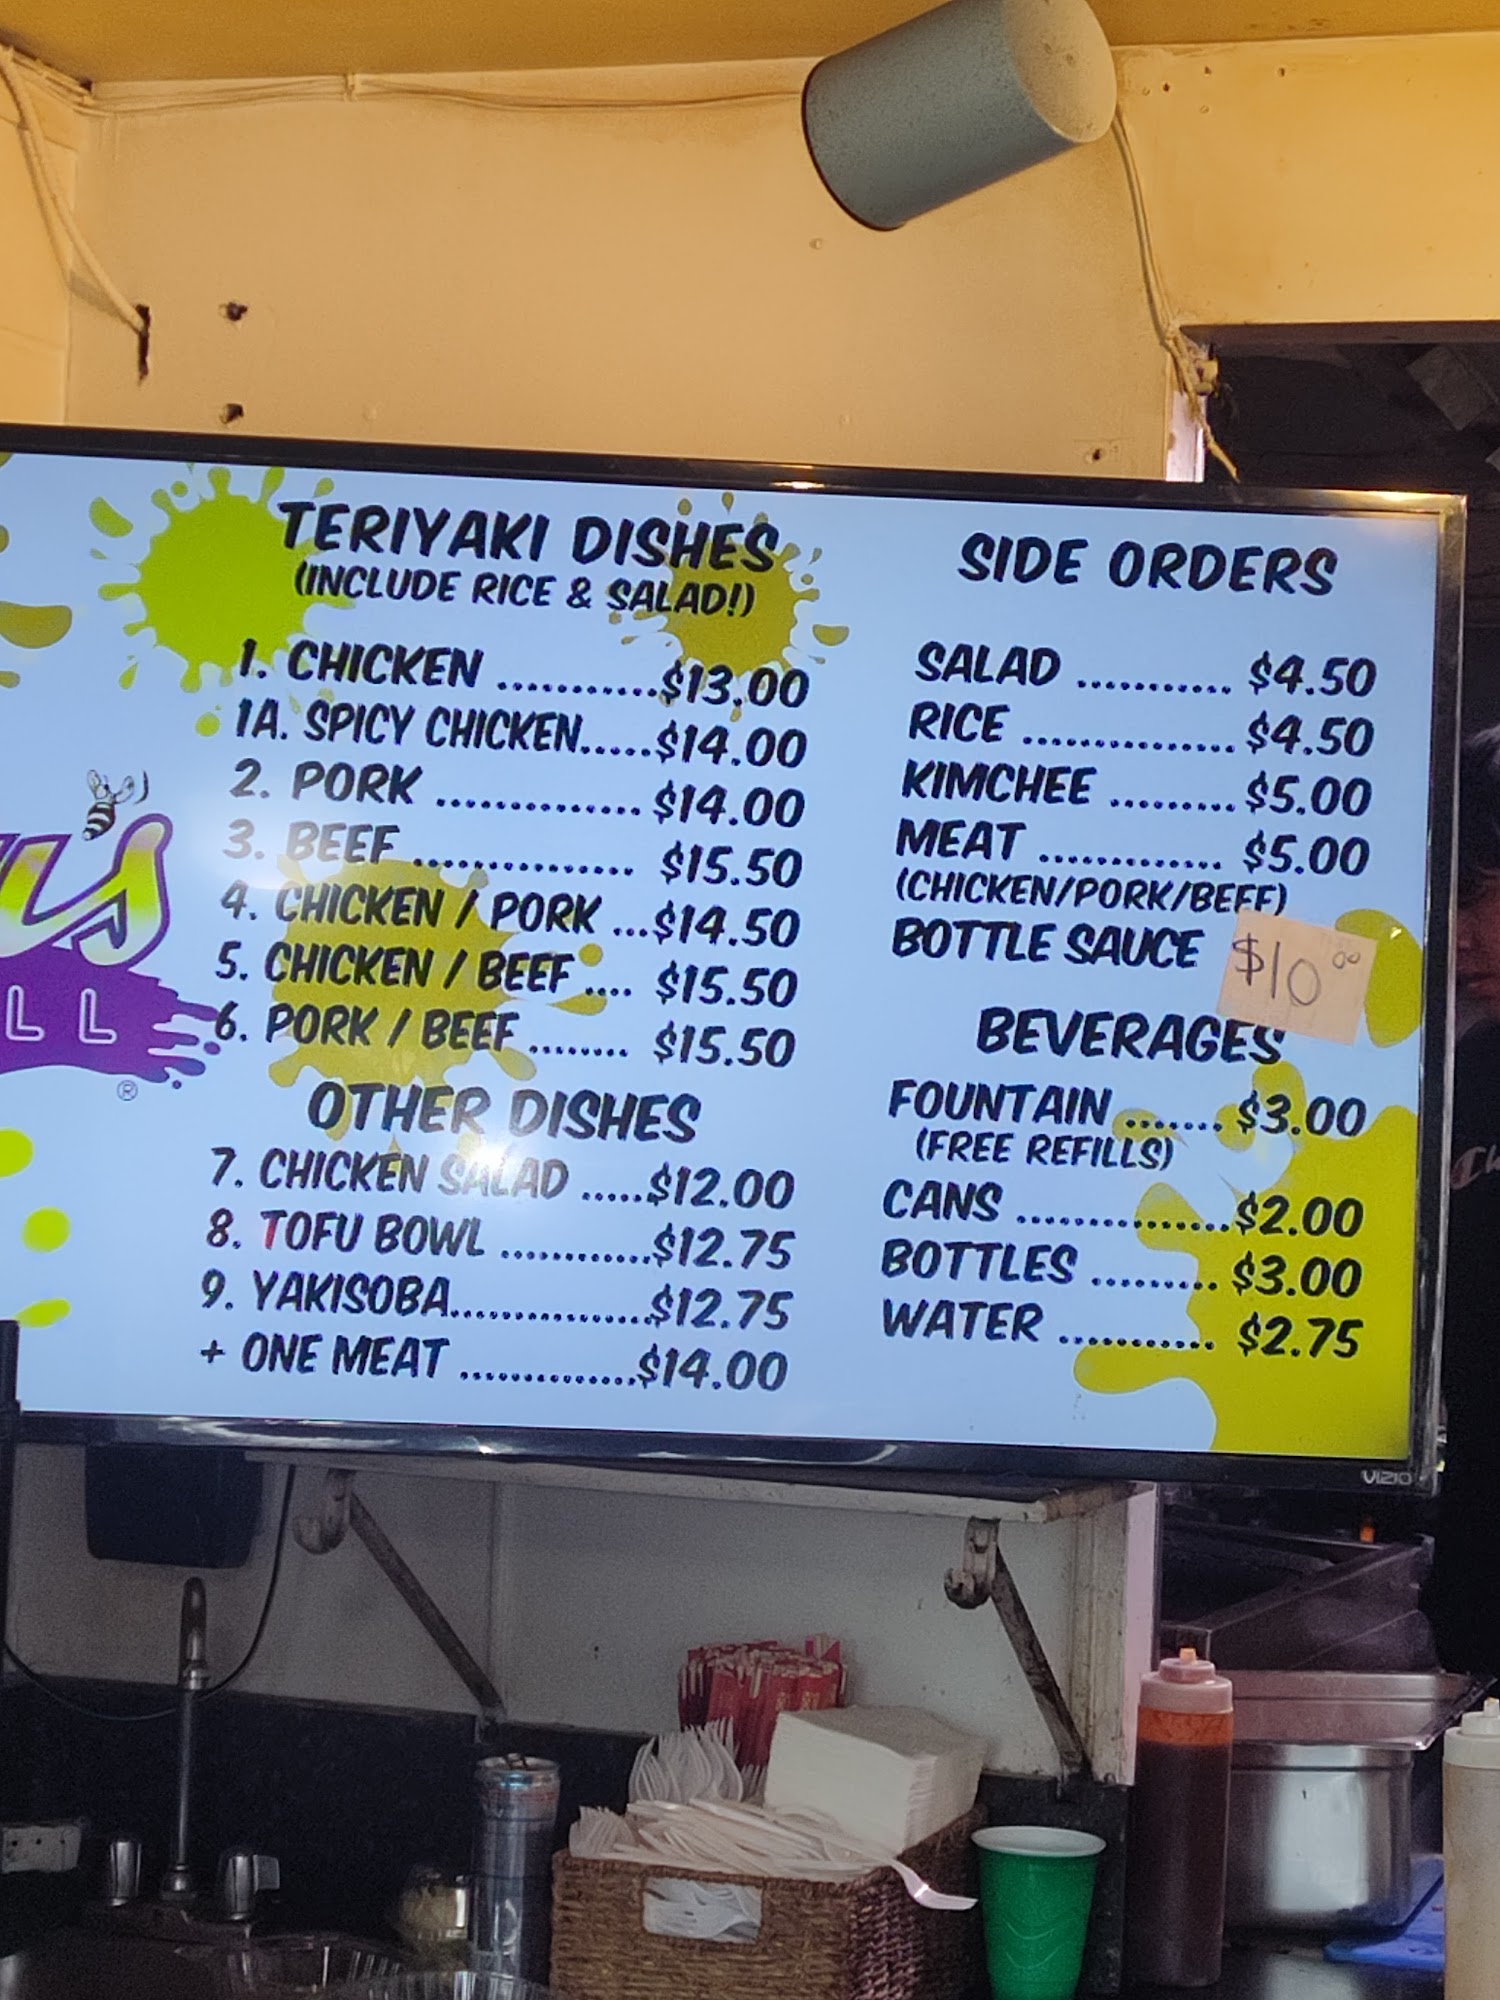 TERIYAKI DISHES
(INCLUDE RICE & SALAD!)
1. CHICKEN ...........$13.00
1A. SPICY CHICKEN.....$14.00
2. PORK ..............$14.00
3. BEEF ............... $15.50
4. CHICKEN / PORK ...$14.50
5. CHICKEN / BEEF .... $15.50
6. PORK / BEEF ........ $15.50
OTHER DISHES
7. CHICKEN SALAD .....$12.00
8. TOFU BOWL ...........$12.75
9. YAKISOBA..............$12.75
+ ONE MEAT .............$14.00
SIDE ORDERS
SALAD ........... $4.50
RICE ............... $4.50
KIMCHEE ......... $5.00
MEAT ............. $5.00
(CHICKEN/PORK/BEEF)
BOTTLE SAUCE $10.00
BEVERAGES
FOUNTAIN ....... $3.00
(FREE REFILLS)
CANS ...............$2.00
BOTTLES ......... $3.00
WATER ........... $2.75
LL
®
VIZIO